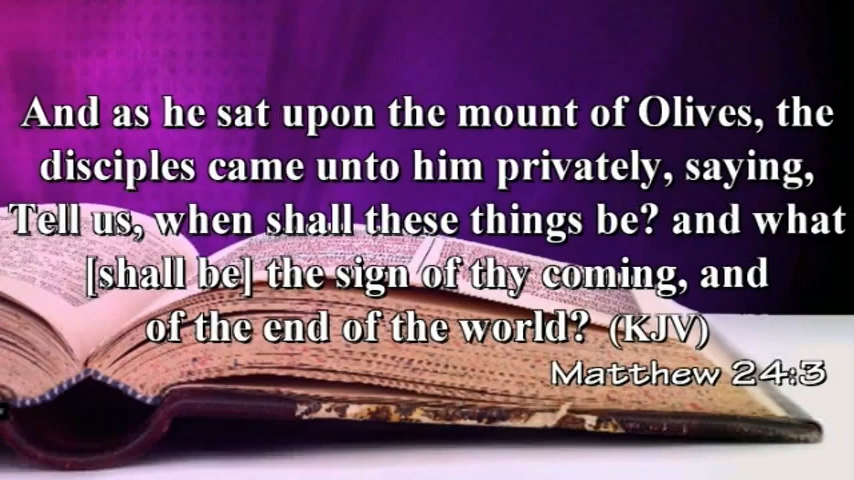 And as he sat upon the mount of Olives, the
disciples came unto him privately, saying,
Tell us, when shall these things be? and what
[shall be] the sign of thy coming, and
of the end of the world? (KJV)
Matthew 24:3